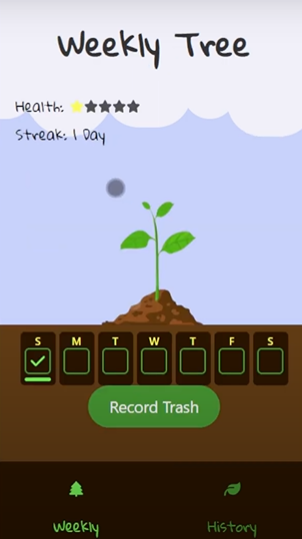 Weekly Tree
Health:
Streak: 1 Day
S M T W T F S
Record Trash
Weekly History